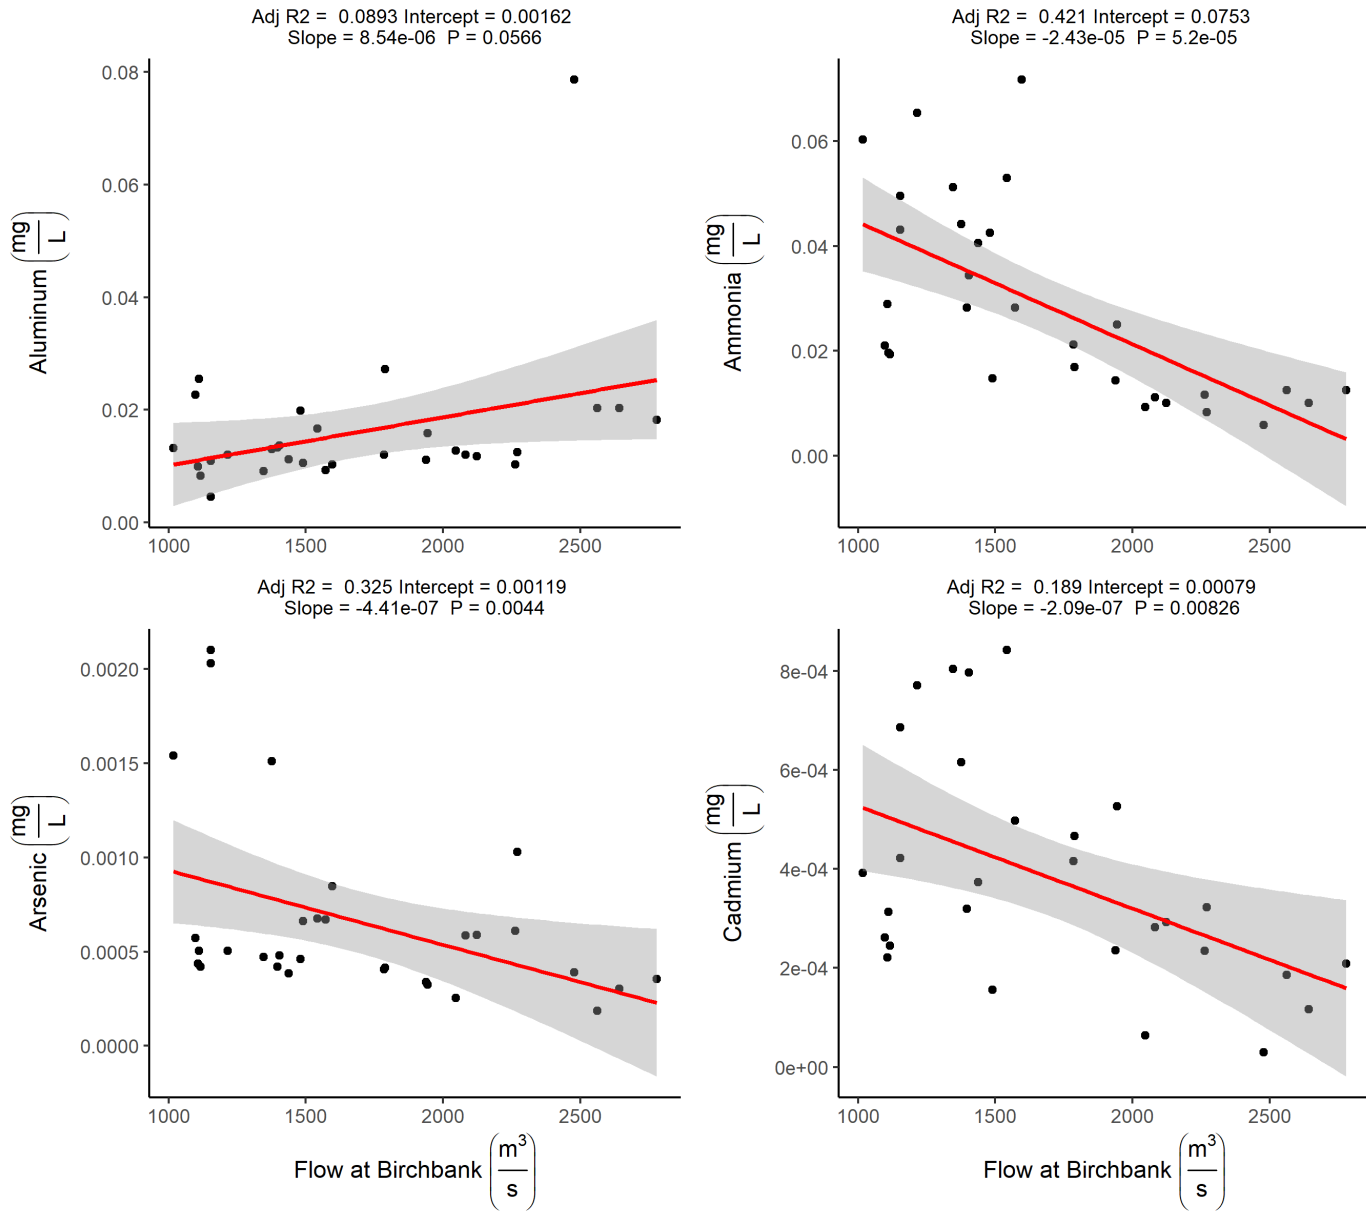 Adj R2 =  0.0893 Intercept = 0.00162
Slope = 8.54e-06  P = 0.0566
Aluminum (mg/L)
0.08
0.06
0.04
0.02
0.00
1000 1500 2000 2500
Adj R2 =  0.421 Intercept = 0.0753
Slope = -2.43e-05  P = 5.2e-05
Ammonia (mg/L)
0.06
0.04
0.02
0.00
1000 1500 2000 2500
Adj R2 =  0.325 Intercept = 0.00119
Slope = -4.41e-07  P = 0.0044
Arsenic (mg/L)
0.0020
0.0015
0.0010
0.0005
0.0000
1000 1500 2000 2500
Flow at Birchbank (m³/s)
Adj R2 =  0.189 Intercept = 0.00079
Slope = -2.09e-07  P = 0.00826
Cadmium (mg/L)
8e-04
6e-04
4e-04
2e-04
0e+00
1000 1500 2000 2500
Flow at Birchbank (m³/s)